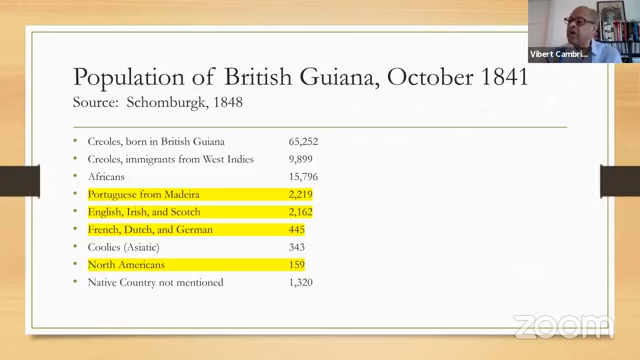 Vibert Cambri...
Population of British Guiana, October 1841
Source: Schomburgk, 1848
• Creoles, born in British Guiana 65,252
• Creoles, immigrants from West Indies 9,899
• Africans 15,796
• Portuguese from Madeira 2,219
• English, Irish, and Scotch 2,162
• French, Dutch, and German 445
• Coolies (Asiatic) 343
• North Americans 159
• Native Country not mentioned 1,320
zoom